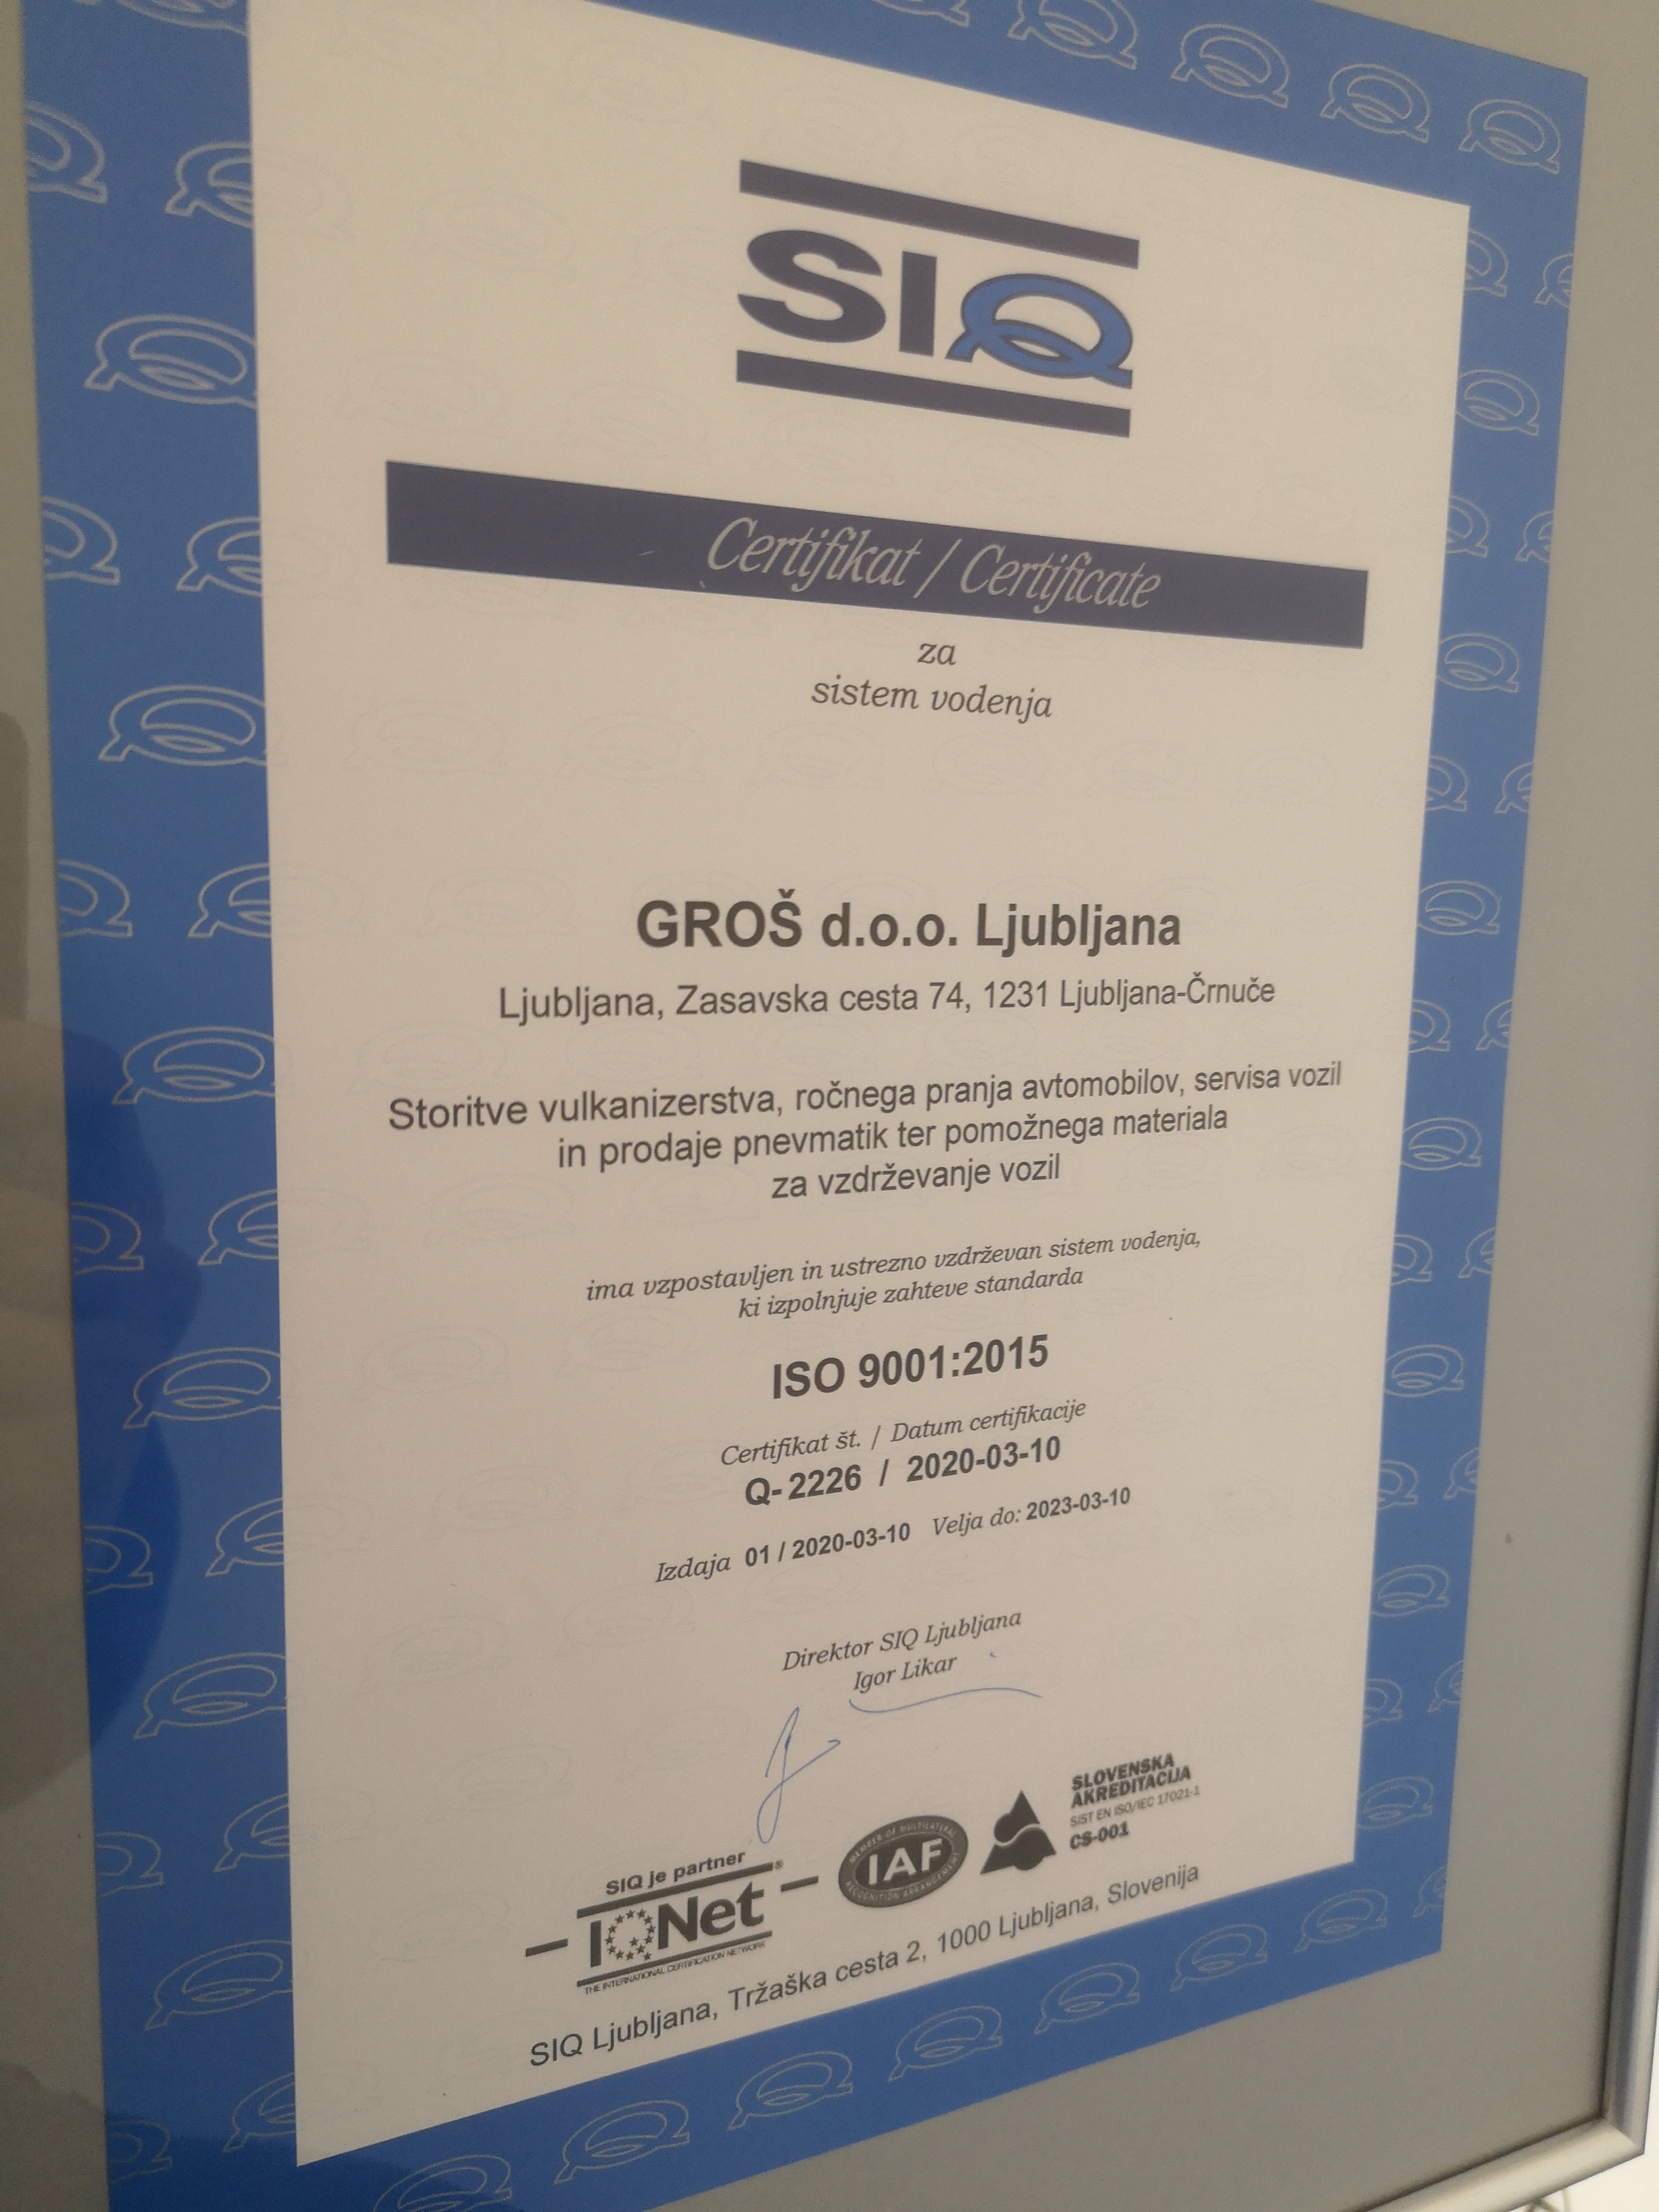 SIQ
Certifikat / Certificate
za
sistem vodenja
GROŠ d.o.o. Ljubljana
Ljubljana, Zasavska cesta 74, 1231 Ljubljana-Črnuče
Storitve vulkanizerstva, ročnega pranja avtomobilov, servisa vozil
in prodaje pnevmatik ter pomožnega materiala
za vzdrževanje vozil
ima vzpostavljen in ustrezno vzdrževan sistem vodenja,
ki izpolnjuje zahteve standarda
ISO 9001:2015
Certifikat št. / Datum certifikacije
Q-2226 / 2020-03-10
Izdaja 01 / 2020-03-10 Velja do: 2023-03-10
Direktor SIQ Ljubljana
Igor Likar
SIQ je partner
IQNet®
THE INTERNATIONAL CERTIFICATION NETWORK
MEMBER OF MULTILATERAL
IAF
RECOGNITION ARRANGEMENT
SLOVENSKA
AKREDITACIJA
SIST EN ISO/IEC 17021-1
CS-001
SIQ Ljubljana, Tržaška cesta 2, 1000 Ljubljana, Slovenija